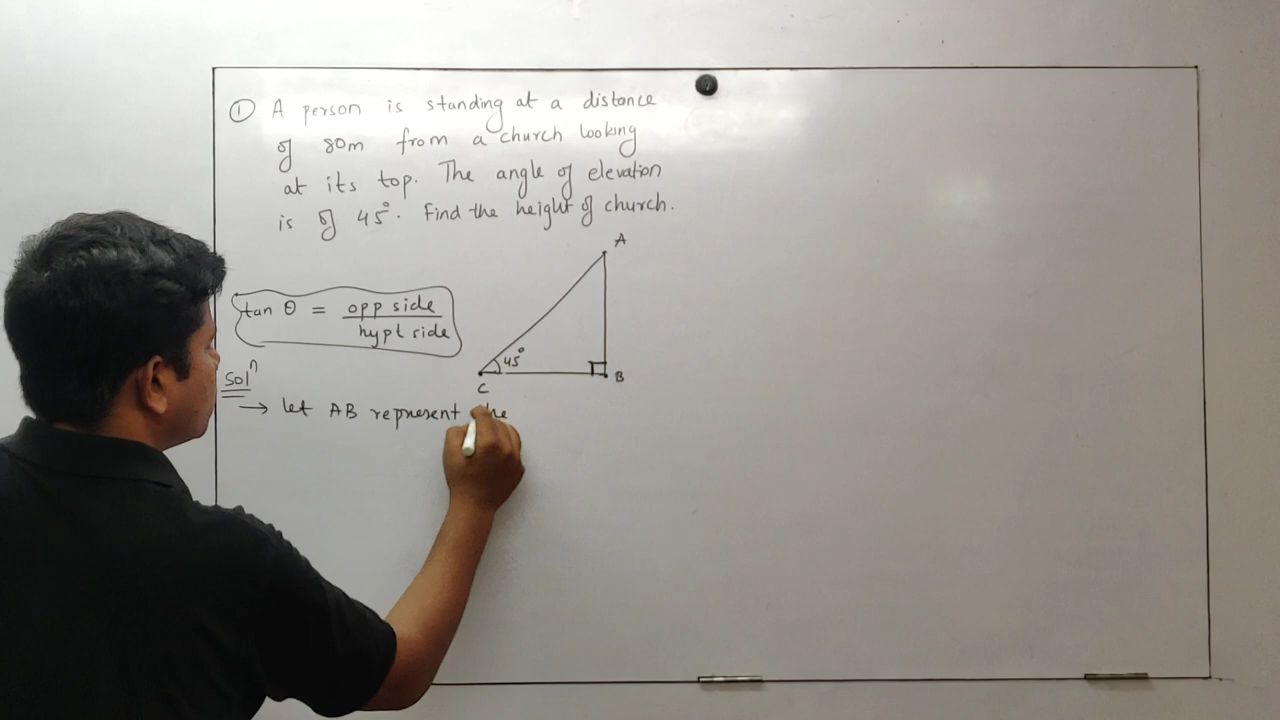 ① A person is standing at a distance
of 80m from a church looking
at its top. The angle of elevation
is of 45°. Find the height of church.
A
tan θ = opp side
hypt side
45°
B
C
Solⁿ
→ let AB represent the